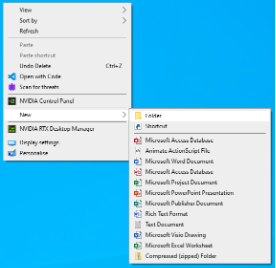 View
Sort by
Refresh
Paste
Paste shortcut
Undo Delete Ctrl+Z
Open with Code
Scan for threats
NVIDIA Control Panel
New
NVIDIA RTX Desktop Manager
Display settings
Personalise
Folder
Shortcut
Microsoft Access Database
Animate ActionScript File
Microsoft Word Document
Microsoft Access Database
Microsoft Project Document
Microsoft PowerPoint Presentation
Microsoft Publisher Document
Rich Text Format
Text Document
Microsoft Visio Drawing
Microsoft Excel Worksheet
Compressed (zipped) Folder